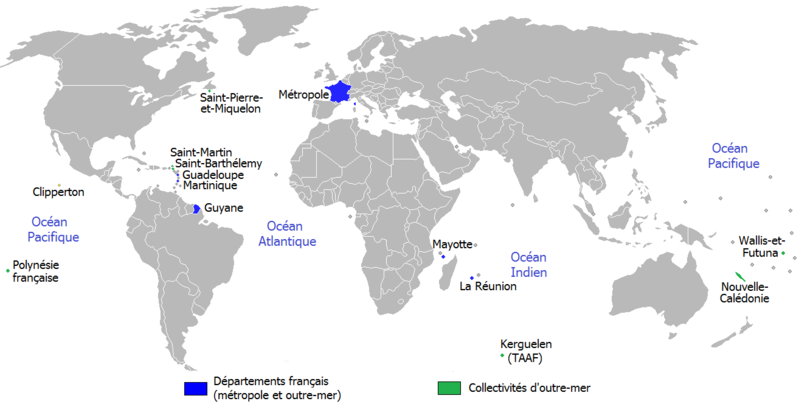 Métropole
Saint-Pierre-
et-Miquelon
Saint-Martin
Saint-Barthélemy
Guadeloupe
Martinique
Clipperton
Guyane
Océan
Pacifique
Océan
Atlantique
Polynésie
française
Mayotte
La Réunion
Océan
Indien
Océan
Pacifique
Wallis-et-
Futuna
Nouvelle-
Calédonie
Kerguelen
(TAAF)
Départements français
(métropole et outre-mer)
Collectivités d'outre-mer